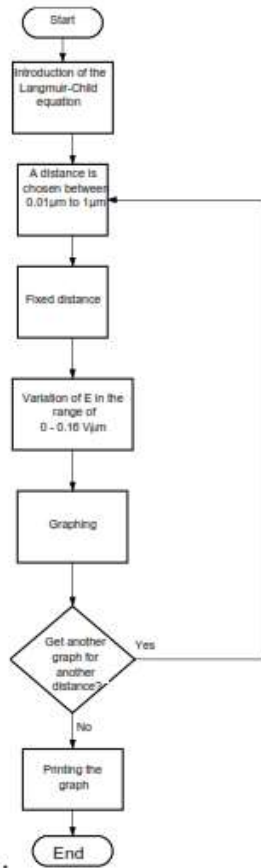 Start
Introduction of the
Langmuir-Child
equation
A distance is
chosen between
0.01µm to 1µm
Fixed distance
Variation of E in the
range of
0 - 0.16 V/µm
Graphing
Get another
graph for
another
distance?
Yes
No
Printing the
graph
End